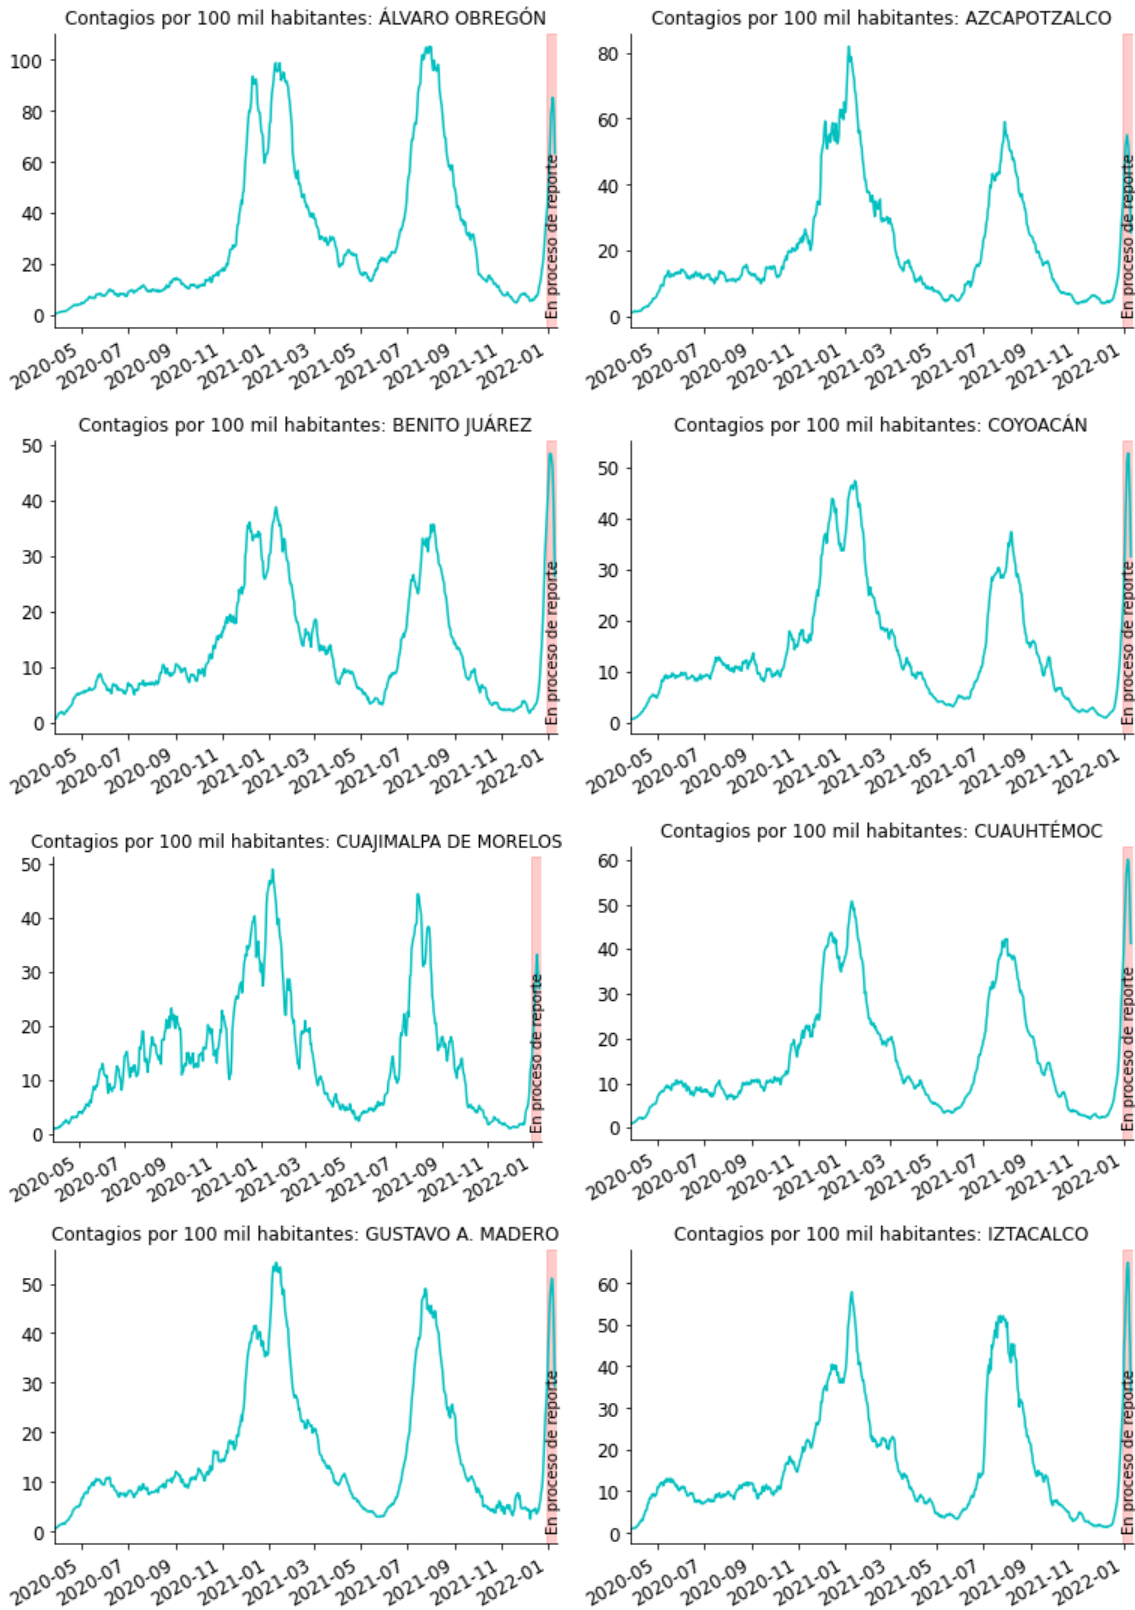 Contagios por 100 mil habitantes: ÁLVARO OBREGÓN
100
80
60
40
20
0
En proceso de reporte
2020-05 2020-07 2020-09 2020-11 2021-01 2021-03 2021-05 2021-07 2021-09 2021-11 2022-01
Contagios por 100 mil habitantes: AZCAPOTZALCO
80
60
40
20
0
En proceso de reporte
2020-05 2020-07 2020-09 2020-11 2021-01 2021-03 2021-05 2021-07 2021-09 2021-11 2022-01
Contagios por 100 mil habitantes: BENITO JUÁREZ
50
40
30
20
10
0
En proceso de reporte
2020-05 2020-07 2020-09 2020-11 2021-01 2021-03 2021-05 2021-07 2021-09 2021-11 2022-01
Contagios por 100 mil habitantes: COYOACÁN
50
40
30
20
10
0
En proceso de reporte
2020-05 2020-07 2020-09 2020-11 2021-01 2021-03 2021-05 2021-07 2021-09 2021-11 2022-01
Contagios por 100 mil habitantes: CUAJIMALPA DE MORELOS
50
40
30
20
10
0
En proceso de reporte
2020-05 2020-07 2020-09 2020-11 2021-01 2021-03 2021-05 2021-07 2021-09 2021-11 2022-01
Contagios por 100 mil habitantes: CUAUHTÉMOC
60
50
40
30
20
10
0
En proceso de reporte
2020-05 2020-07 2020-09 2020-11 2021-01 2021-03 2021-05 2021-07 2021-09 2021-11 2022-01
Contagios por 100 mil habitantes: GUSTAVO A. MADERO
50
40
30
20
10
0
En proceso de reporte
2020-05 2020-07 2020-09 2020-11 2021-01 2021-03 2021-05 2021-07 2021-09 2021-11 2022-01
Contagios por 100 mil habitantes: IZTACALCO
60
50
40
30
20
10
0
En proceso de reporte
2020-05 2020-07 2020-09 2020-11 2021-01 2021-03 2021-05 2021-07 2021-09 2021-11 2022-01